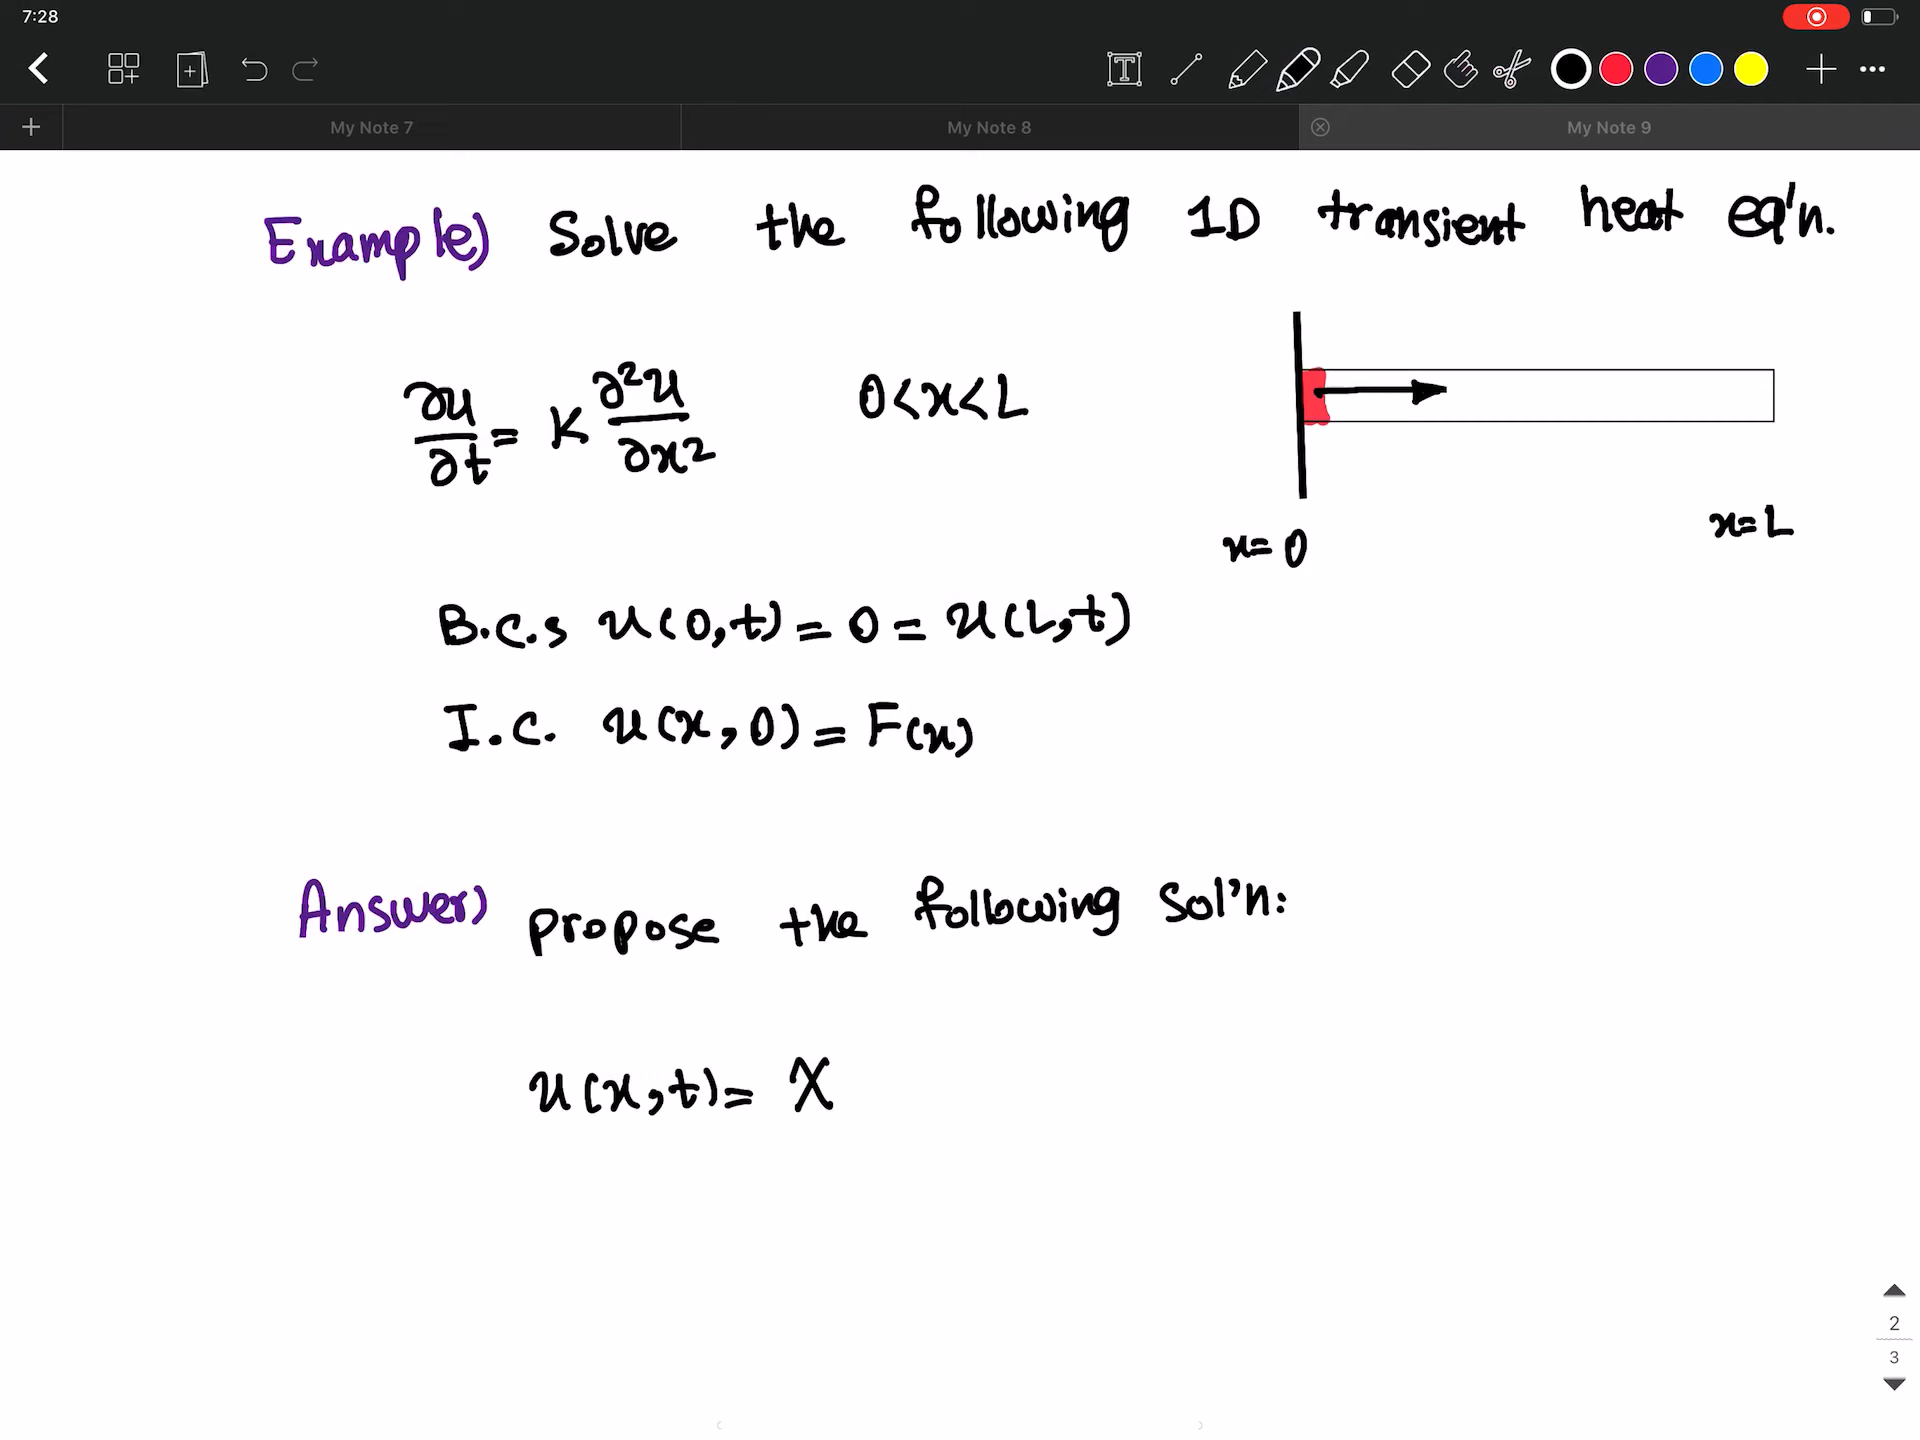 7:28
My Note 7
My Note 8
My Note 9
Example) Solve the following 1D transient heat eq'n.
∂u/∂t = K ∂²u/∂x² 0<x<L
x=0
x=L
B.c.s u(0,t)=0=u(L,t)
I.c. u(x,0)=F(x)
Answer) propose the following Sol'n:
u(x,t)= X
2
3